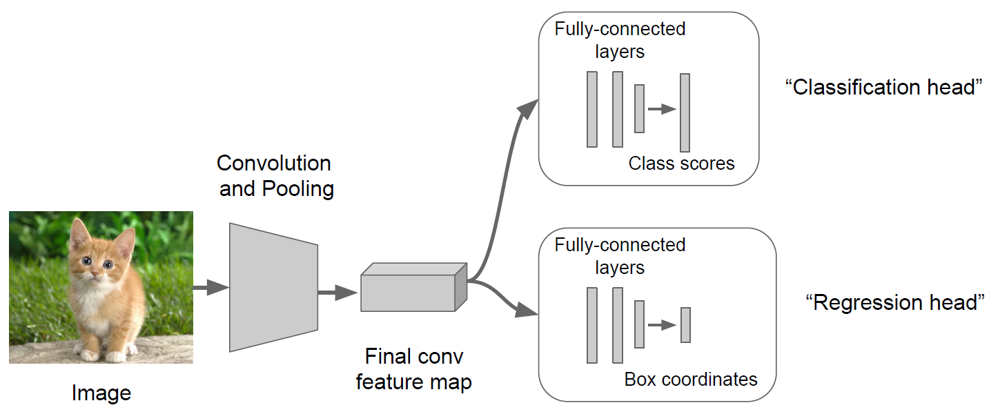 Fully-connected
layers
Class scores
“Classification head”
Convolution
and Pooling
Image
Final conv
feature map
Fully-connected
layers
Box coordinates
“Regression head”